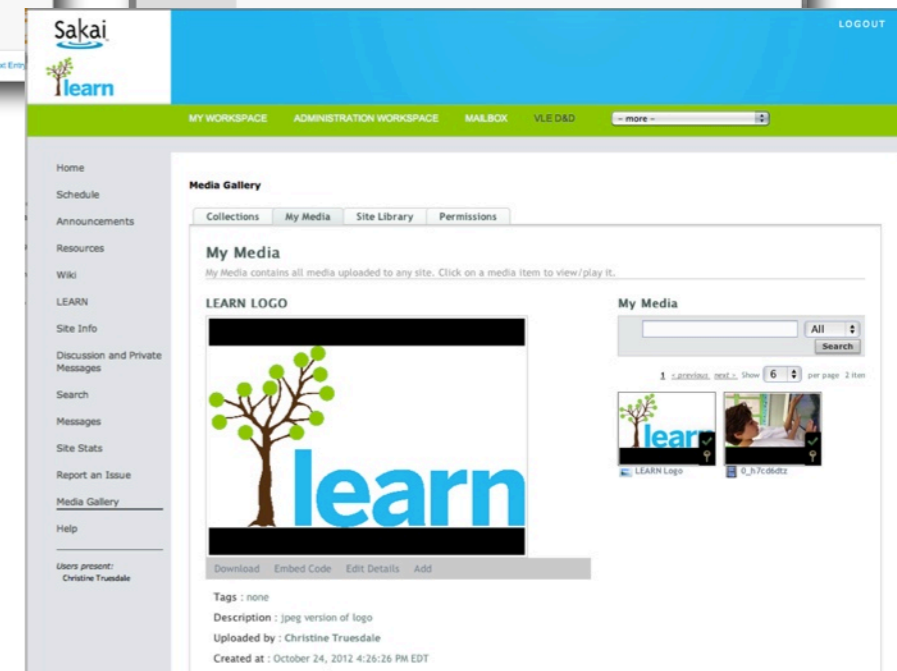 Sakai
LOGOUT
learn
MY WORKSPACE ADMINISTRATION WORKSPACE MAILBOX VLE D&D - more -
Home
Schedule
Announcements
Resources
Wiki
LEARN
Site Info
Discussion and Private
Messages
Search
Messages
Site Stats
Report an Issue
Media Gallery
Help
Users present:
Christine Truesdale
Media Gallery
Collections My Media Site Library Permissions
My Media
My Media contains all media uploaded to any site. Click on a media item to view/play it.
LEARN LOGO
learn
Download Embed Code Edit Details Add
Tags : none
Description : jpeg version of logo
Uploaded by : Christine Truesdale
Created at : October 24, 2012 4:26:26 PM EDT
My Media
All
Search
1 < previous next > Show 6 per page 2 iten
lear
LEARN Logo 0_h7cd6dtz